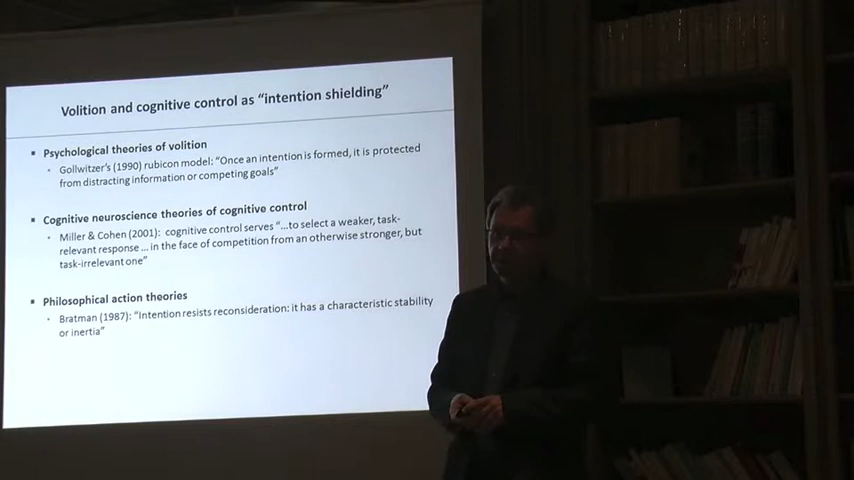 Volition and cognitive control as “intention shielding”
▪ Psychological theories of volition
• Gollwitzer’s (1990) rubicon model: “Once an intention is formed, it is protected
from distracting information or competing goals”
▪ Cognitive neuroscience theories of cognitive control
• Miller & Cohen (2001): cognitive control serves “...to select a weaker, task-
relevant response ... in the face of competition from an otherwise stronger, but
task-irrelevant one”
▪ Philosophical action theories
• Bratman (1987): “Intention resists reconsideration: it has a characteristic stability
or inertia”